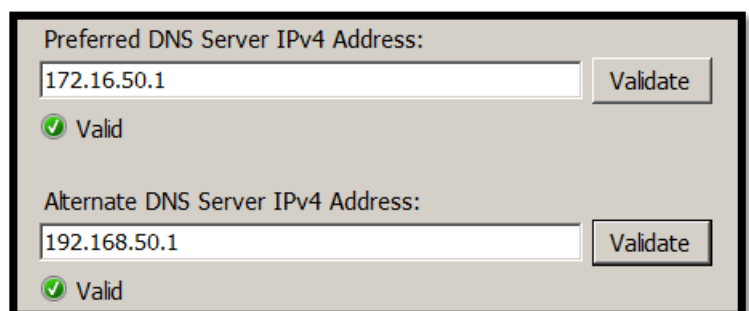 Preferred DNS Server IPv4 Address:
172.16.50.1 Validate
Valid
Alternate DNS Server IPv4 Address:
192.168.50.1 Validate
Valid